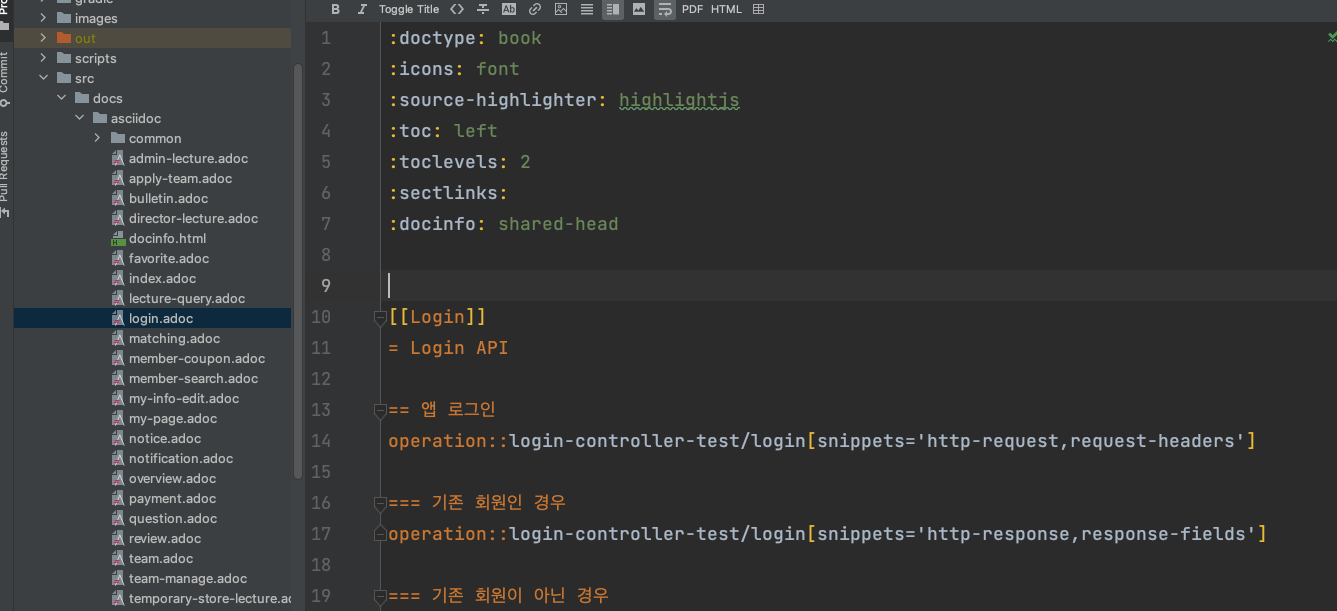 gradle
images
out
scripts
src
docs
asciidoc
common
admin-lecture.adoc
apply-team.adoc
bulletin.adoc
director-lecture.adoc
docinfo.html
favorite.adoc
index.adoc
lecture-query.adoc
login.adoc
matching.adoc
member-coupon.adoc
member-search.adoc
my-info-edit.adoc
my-page.adoc
notice.adoc
notification.adoc
overview.adoc
payment.adoc
question.adoc
review.adoc
team.adoc
team-manage.adoc
temporary-store-lecture.ac
Commit
Pull Requests
B I Toggle Title Ab PDF HTML
1 :doctype: book
2 :icons: font
3 :source-highlighter: highlightjs
4 :toc: left
5 :toclevels: 2
6 :sectlinks:
7 :docinfo: shared-head
8
9
10 [[Login]]
11 = Login API
12
13 == 앱 로그인
14 operation::login-controller-test/login[snippets='http-request,request-headers']
15
16 === 기존 회원인 경우
17 operation::login-controller-test/login[snippets='http-response,response-fields']
18
19 === 기존 회원이 아닌 경우